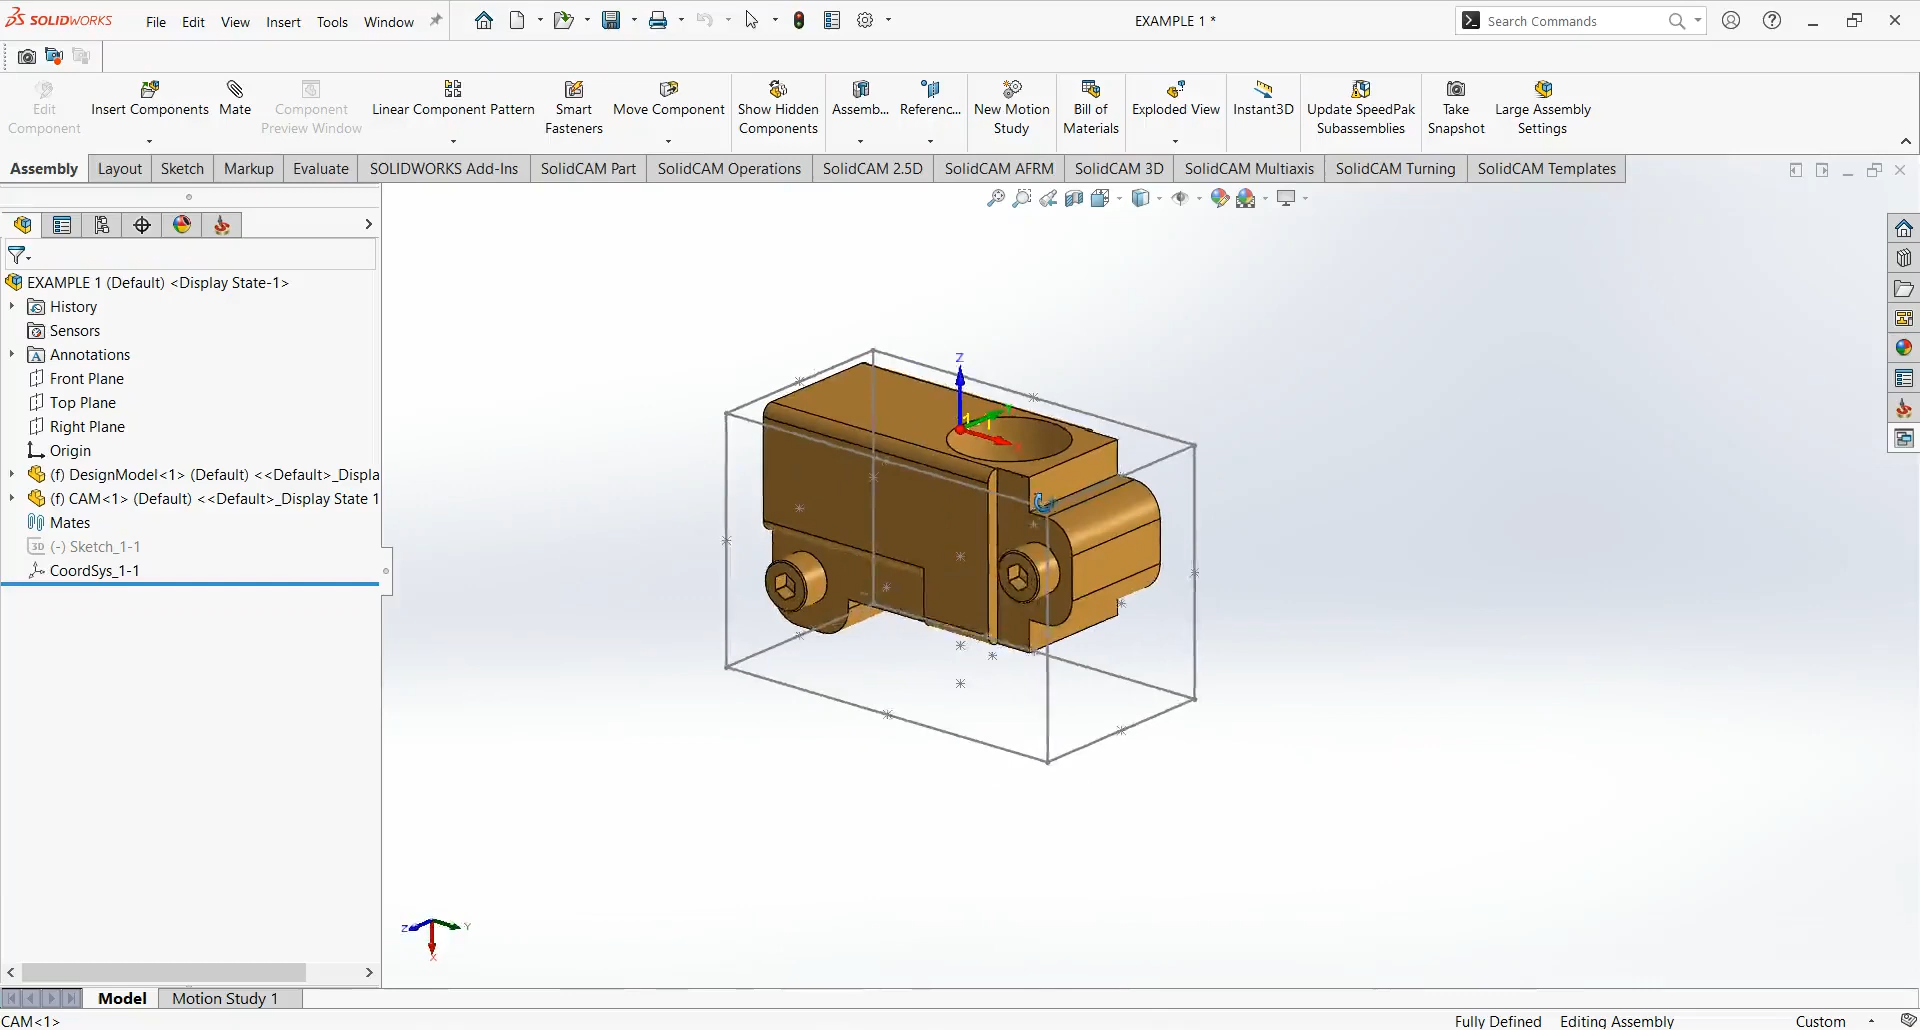 SOLIDWORKS File Edit View Insert Tools Window EXAMPLE 1 * Search Commands
Edit Component
Insert Components
Mate
Component Preview Window
Linear Component Pattern
Smart Fasteners
Move Component
Show Hidden Components
Assemb...
Referenc...
New Motion Study
Bill of Materials
Exploded View
Instant3D
Update SpeedPak Subassemblies
Take Snapshot
Large Assembly Settings
Assembly Layout Sketch Markup Evaluate SOLIDWORKS Add-Ins SolidCAM Part SolidCAM Operations SolidCAM 2.5D SolidCAM AFRM SolidCAM 3D SolidCAM Multiaxis SolidCAM Turning SolidCAM Templates
EXAMPLE 1 (Default) <Display State-1>
History
Sensors
Annotations
Front Plane
Top Plane
Right Plane
Origin
(f) DesignModel<1> (Default) <<Default>_Displa
(f) CAM<1> (Default) <<Default>_Display State 1
Mates
(-) Sketch_1-1
CoordSys_1-1
Z
Z Y
X
Model Motion Study 1
CAM<1> Fully Defined Editing Assembly Custom